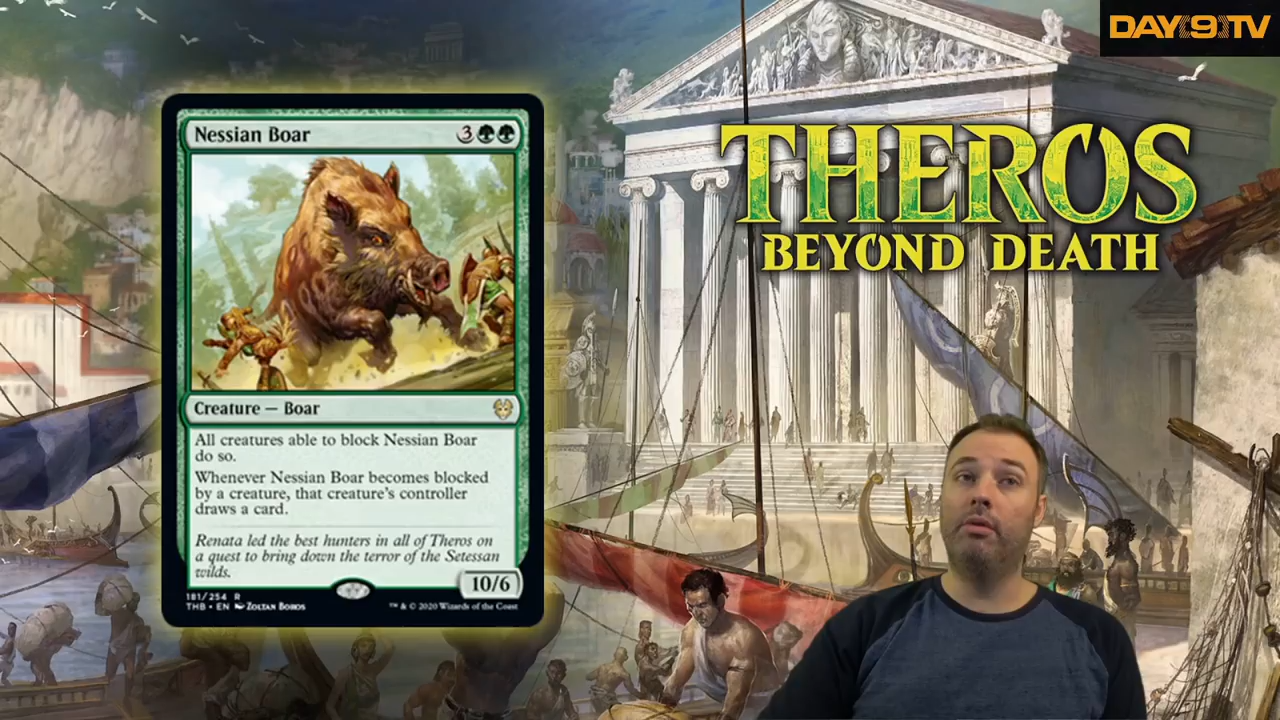 DAY[9]TV
Nessian Boar 3
THEROS
BEYOND DEATH
Creature — Boar
All creatures able to block Nessian Boar
do so.
Whenever Nessian Boar becomes blocked
by a creature, that creature's controller
draws a card.
Renata led the best hunters in all of Theros on
a quest to bring down the terror of the Setessan
wilds.
10/6
181/254 R
THB • EN Zoltan Boros
™ & © 2020 Wizards of the Coast